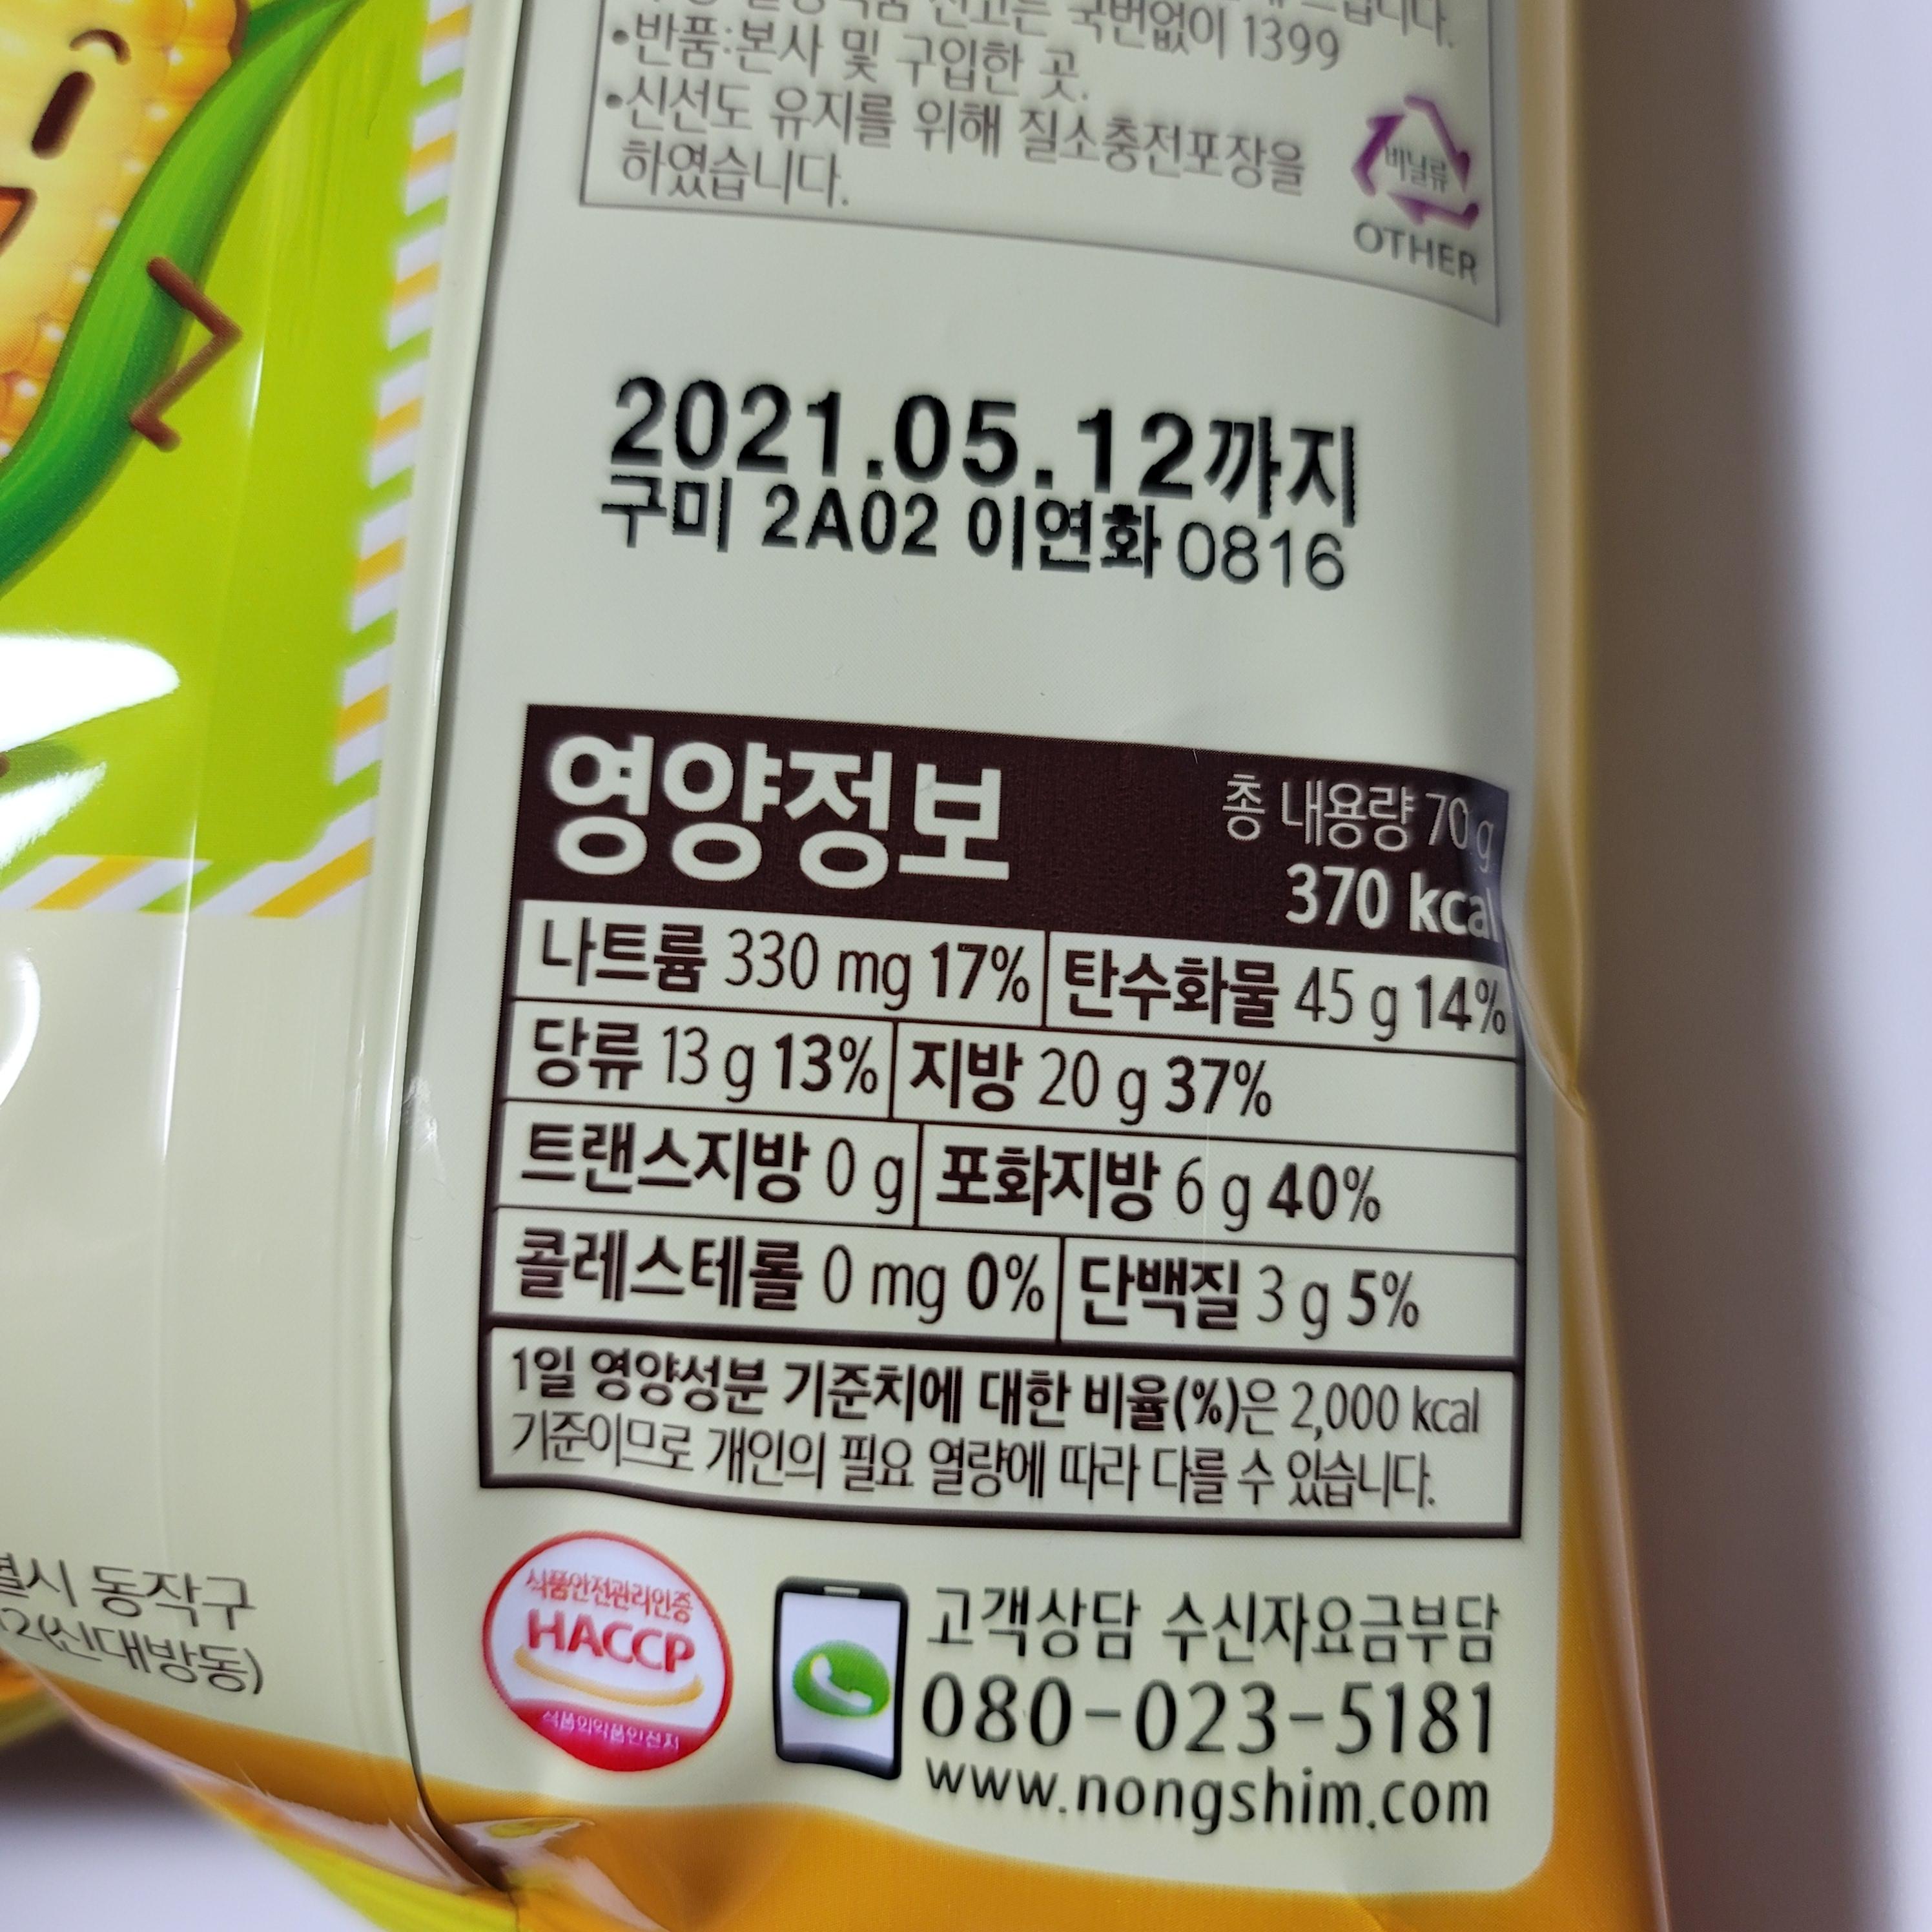 국번없이 1399
•반품:본사 및 구입한 곳.
•신선도 유지를 위해 질소충전포장을
하였습니다.
비닐류
OTHER
2021.05.12까지
구미 2A02 이연화 0816
영양정보
총 내용량 70 g
370 kcal
나트륨 330 mg 17% 탄수화물 45 g 14%
당류 13 g 13% 지방 20 g 37%
트랜스지방 0 g 포화지방 6 g 40%
콜레스테롤 0 mg 0% 단백질 3 g 5%
1일 영양성분 기준치에 대한 비율(%)은 2,000 kcal
기준이므로 개인의 필요 열량에 따라 다를 수 있습니다.
동작구
(신대방동)
식품안전관리인증
HACCP
고객상담 수신자요금부담
080-023-5181
www.nongshim.com